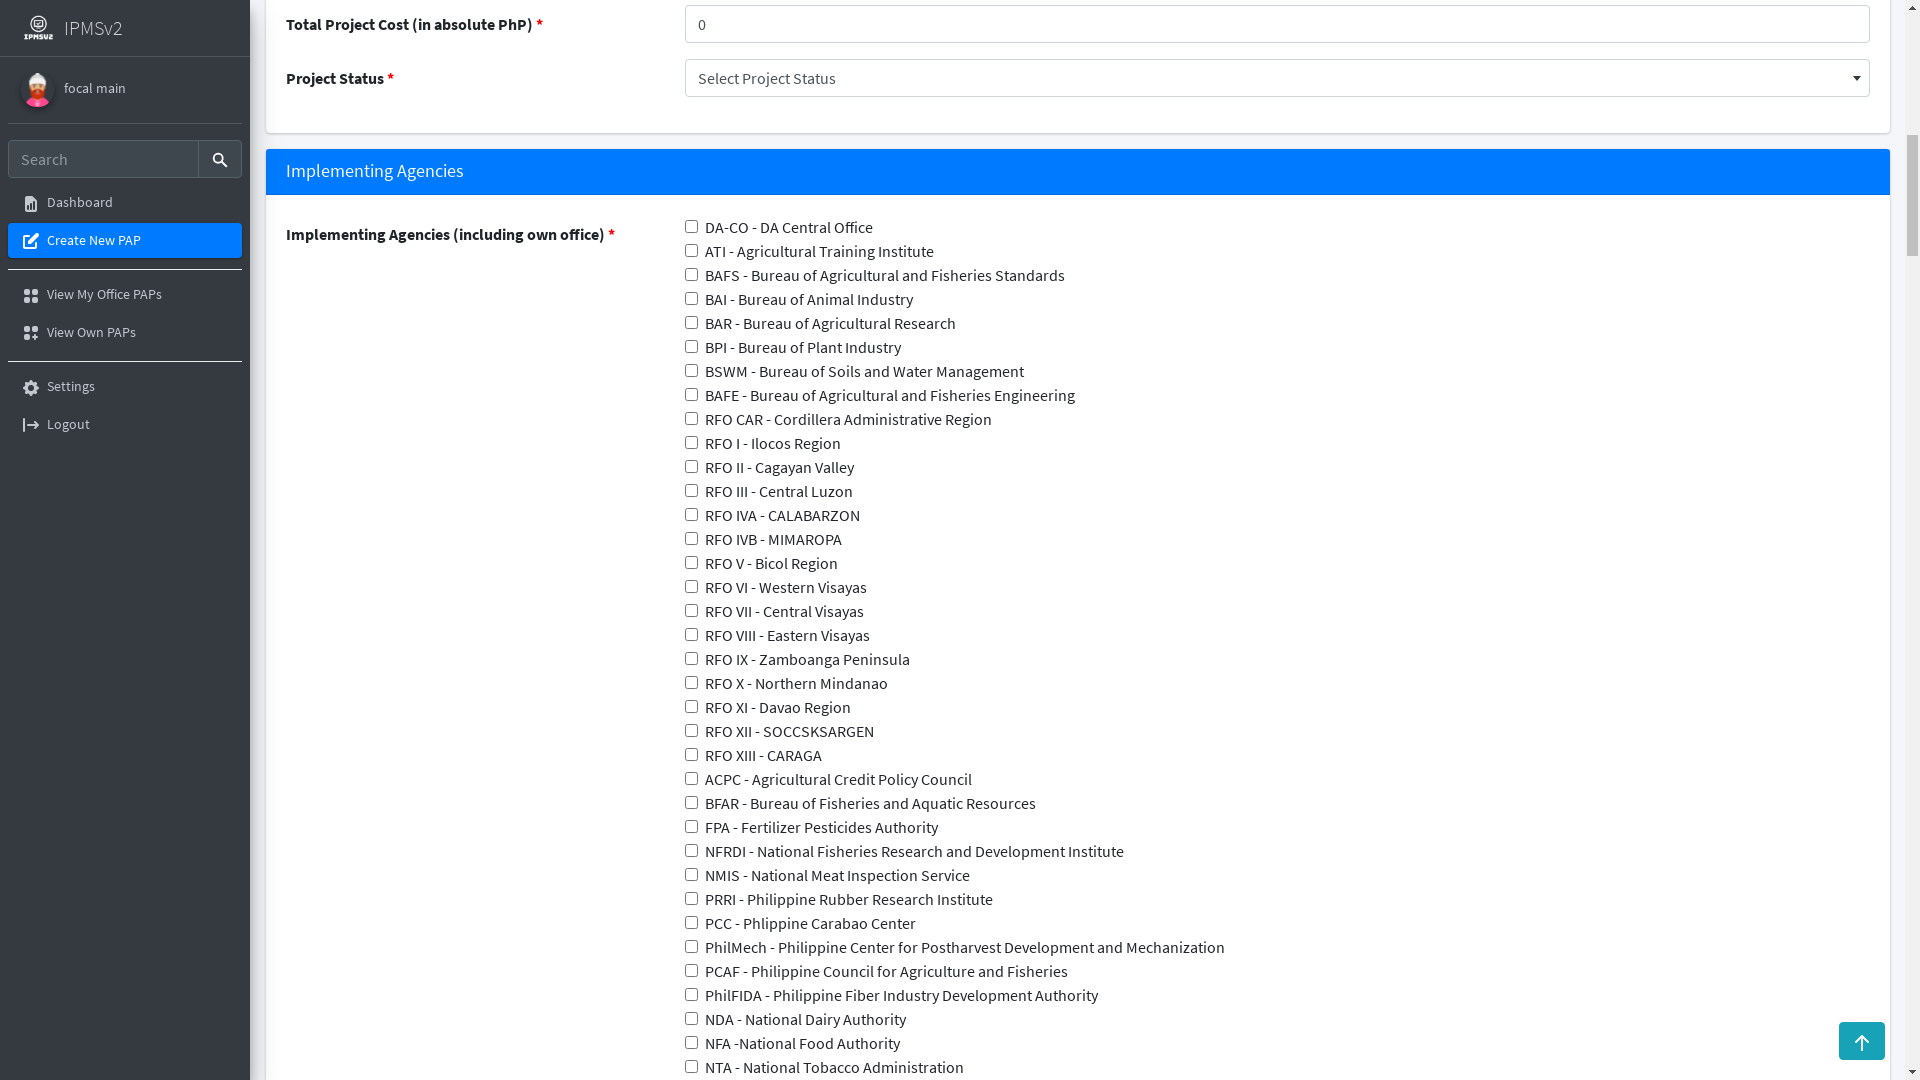 IPMSV2
IPMSv2
focal main
Search
Dashboard
Create New PAP
View My Office PAPs
View Own PAPs
Settings
Logout
Total Project Cost (in absolute PhP) *
0
Project Status *
Select Project Status
Implementing Agencies
Implementing Agencies (including own office) *
DA-CO - DA Central Office
ATI - Agricultural Training Institute
BAFS - Bureau of Agricultural and Fisheries Standards
BAI - Bureau of Animal Industry
BAR - Bureau of Agricultural Research
BPI - Bureau of Plant Industry
BSWM - Bureau of Soils and Water Management
BAFE - Bureau of Agricultural and Fisheries Engineering
RFO CAR - Cordillera Administrative Region
RFO I - Ilocos Region
RFO II - Cagayan Valley
RFO III - Central Luzon
RFO IVA - CALABARZON
RFO IVB - MIMAROPA
RFO V - Bicol Region
RFO VI - Western Visayas
RFO VII - Central Visayas
RFO VIII - Eastern Visayas
RFO IX - Zamboanga Peninsula
RFO X - Northern Mindanao
RFO XI - Davao Region
RFO XII - SOCCSKSARGEN
RFO XIII - CARAGA
ACPC - Agricultural Credit Policy Council
BFAR - Bureau of Fisheries and Aquatic Resources
FPA - Fertilizer Pesticides Authority
NFRDI - National Fisheries Research and Development Institute
NMIS - National Meat Inspection Service
PRRI - Philippine Rubber Research Institute
PCC - Phlippine Carabao Center
PhilMech - Philippine Center for Postharvest Development and Mechanization
PCAF - Philippine Council for Agriculture and Fisheries
PhilFIDA - Philippine Fiber Industry Development Authority
NDA - National Dairy Authority
NFA -National Food Authority
NTA - National Tobacco Administration